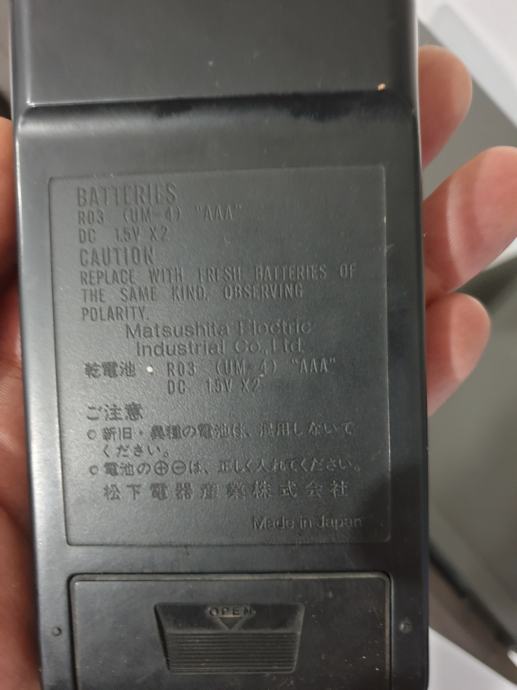 BATTERIES
R03 (UM-4) "AAA"
DC 1.5V X2
CAUTION
REPLACE WITH FRESH BATTERIES OF
THE SAME KIND, OBSERVING
POLARITY.
Matsushita Electric
Industrial Co., Ltd.
乾電池・R03 (UM-4) "AAA"
DC 1.5V X2
ご注意
○新旧・異種の電池は、混用しないで
ください。
○電池の⊕⊖は、正しく入れてください。
松下電器産業株式会社
Made in Japan
OPEN